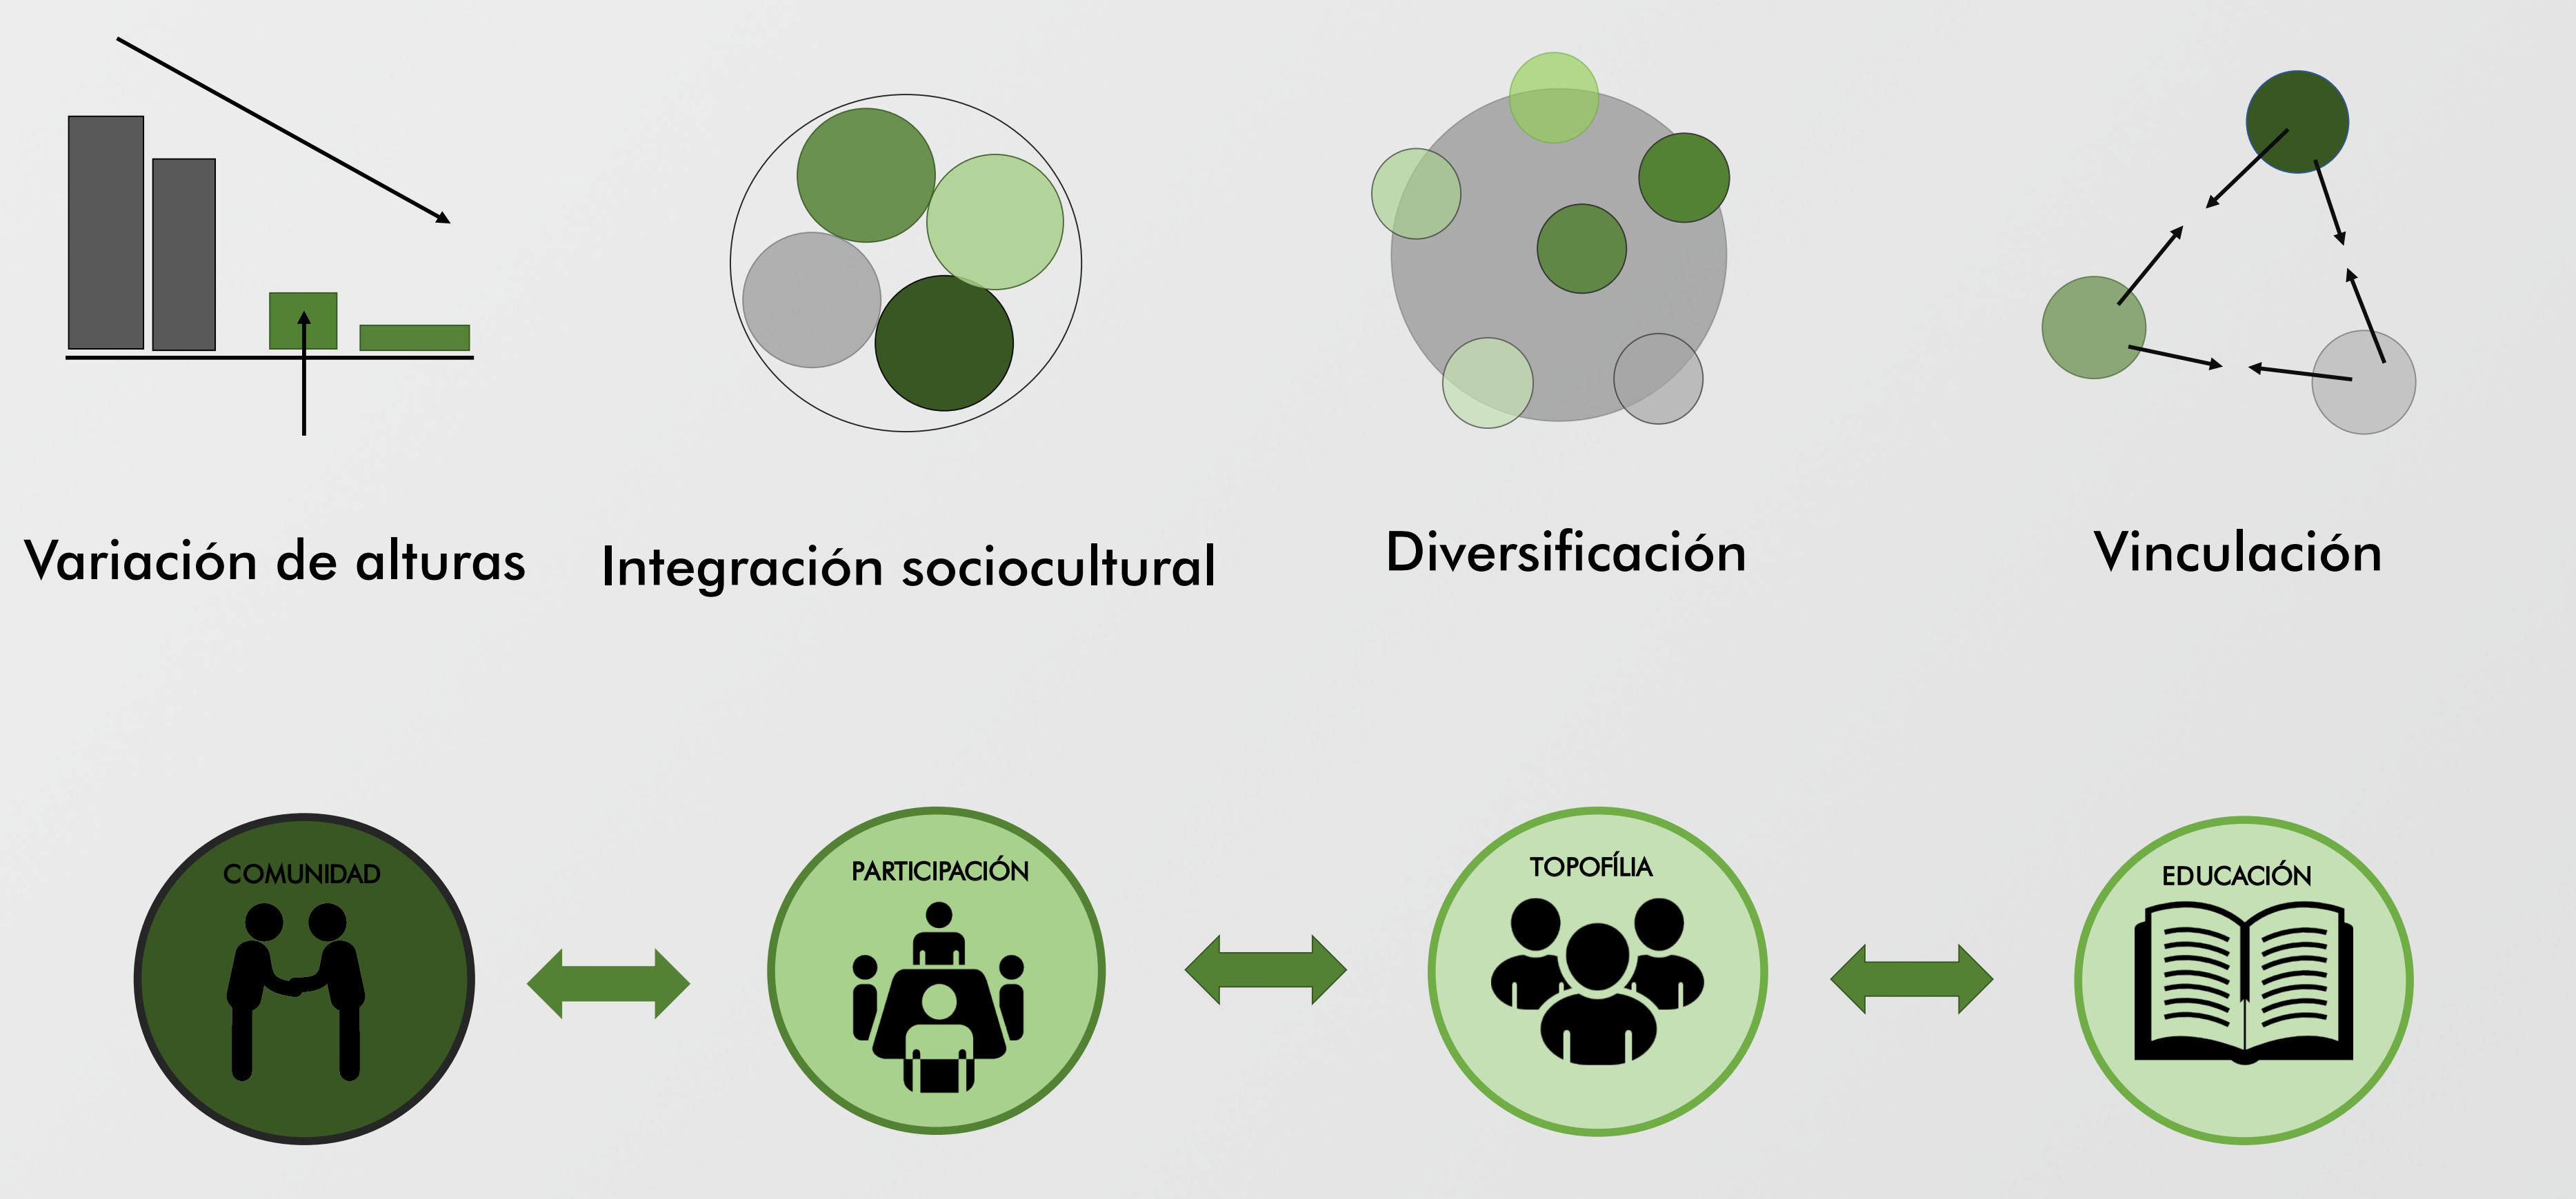 Variación de alturas
Integración sociocultural
Diversificación
Vinculación
COMUNIDAD
PARTICIPACIÓN
TOPOFÍLIA
EDUCACIÓN